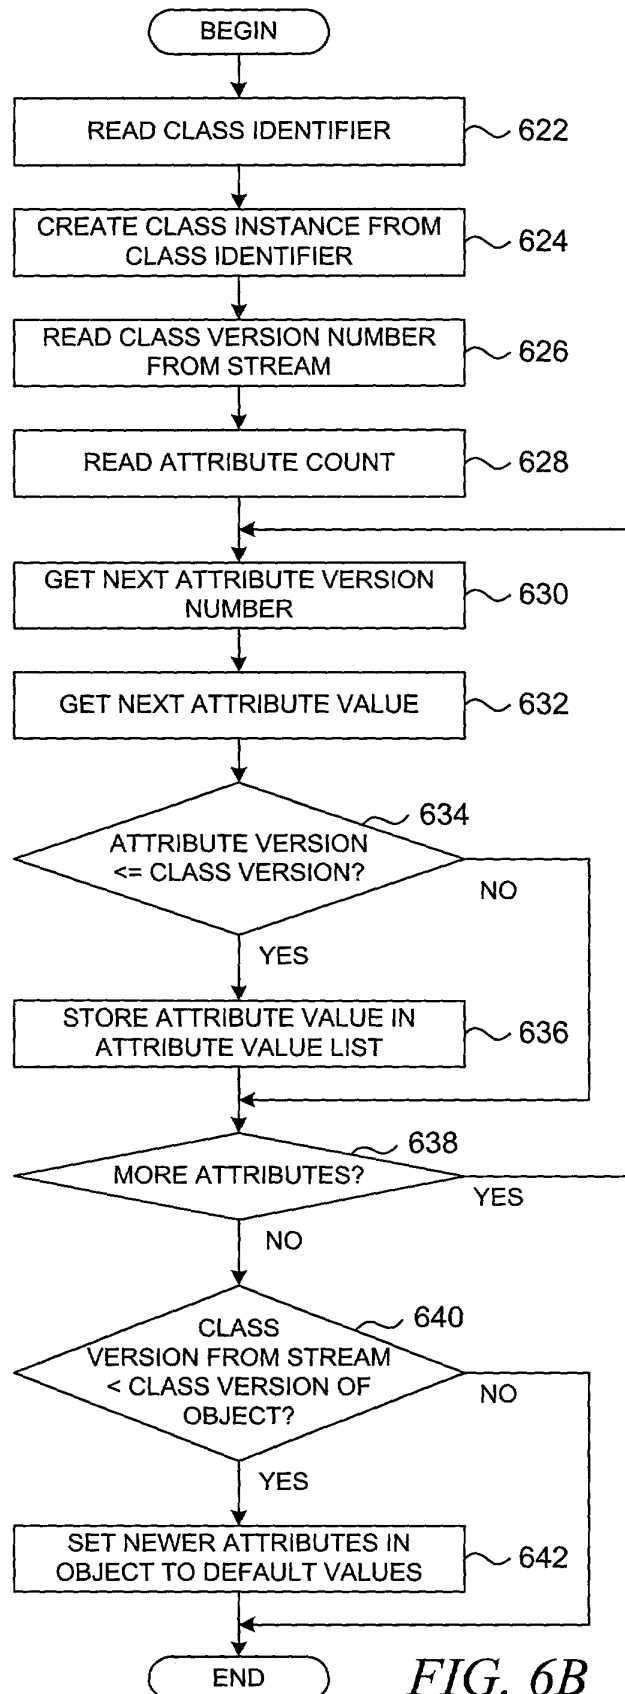 BEGIN
READ CLASS IDENTIFIER
622
CREATE CLASS INSTANCE FROM
CLASS IDENTIFIER
624
READ CLASS VERSION NUMBER
FROM STREAM
626
READ ATTRIBUTE COUNT
628
GET NEXT ATTRIBUTE VERSION
NUMBER
630
GET NEXT ATTRIBUTE VALUE
632
634
ATTRIBUTE VERSION
<= CLASS VERSION?
NO
YES
STORE ATTRIBUTE VALUE IN
ATTRIBUTE VALUE LIST
636
638
MORE ATTRIBUTES?
YES
NO
640
CLASS
VERSION FROM STREAM
< CLASS VERSION OF
OBJECT?
NO
YES
SET NEWER ATTRIBUTES IN
OBJECT TO DEFAULT VALUES
642
END
FIG. 6B